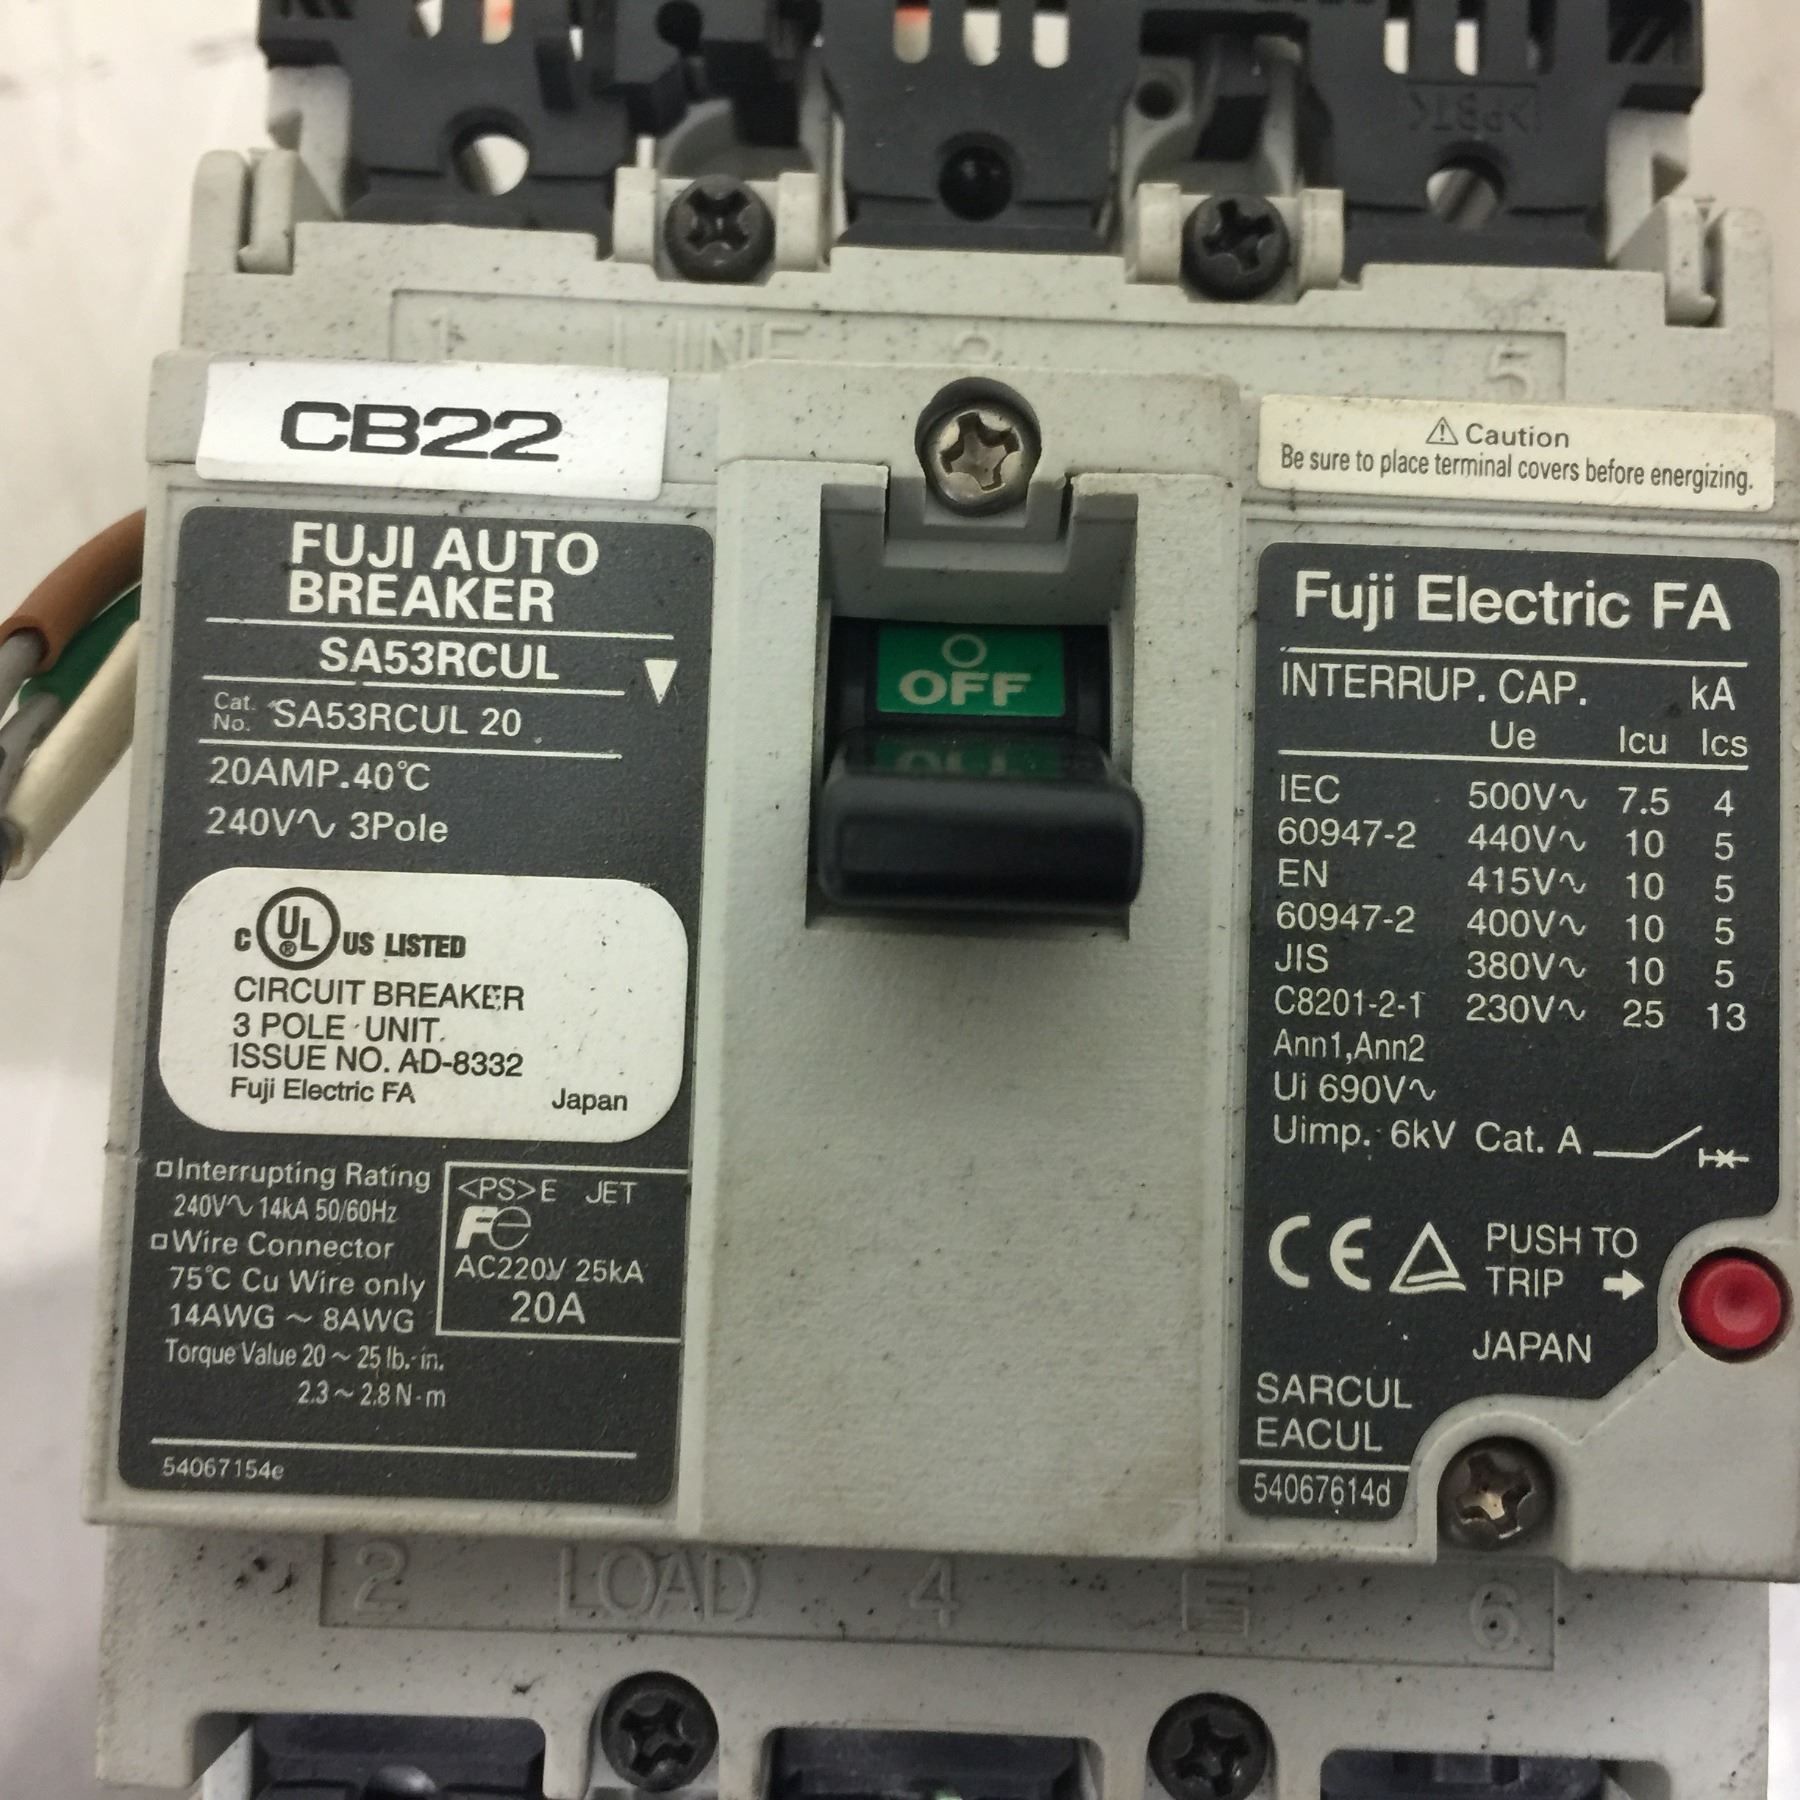 >PBT<
1 LINE 3 5
CB22
⚠ Caution
Be sure to place terminal covers before energizing.
FUJI AUTO
BREAKER
SA53RCUL
Cat.
No. SA53RCUL 20
20AMP.40℃
240V∿ 3Pole
C UL ® US LISTED
CIRCUIT BREAKER
3 POLE UNIT.
ISSUE NO. AD-8332
Fuji Electric FA Japan
□Interrupting Rating
240V∿ 14kA 50/60Hz
□Wire Connector
75℃ Cu Wire only
14AWG ~ 8AWG
Torque Value 20 ~ 25 lb.-in.
2.3 ~ 2.8 N-m
<PS>E JET
Fe
AC220V 25kA
20A
54067154e
O
OFF
Fuji Electric FA
INTERRUP. CAP. kA
Ue Icu Ics
IEC 500V∿ 7.5 4
60947-2 440V∿ 10 5
EN 415V∿ 10 5
60947-2 400V∿ 10 5
JIS 380V∿ 10 5
C8201-2-1 230V∿ 25 13
Ann1,Ann2
Ui 690V∿
Uimp. 6kV Cat. A
CE
PUSH TO
TRIP ➔
JAPAN
SARCUL
EACUL
54067614d
2 LOAD 4 E 6